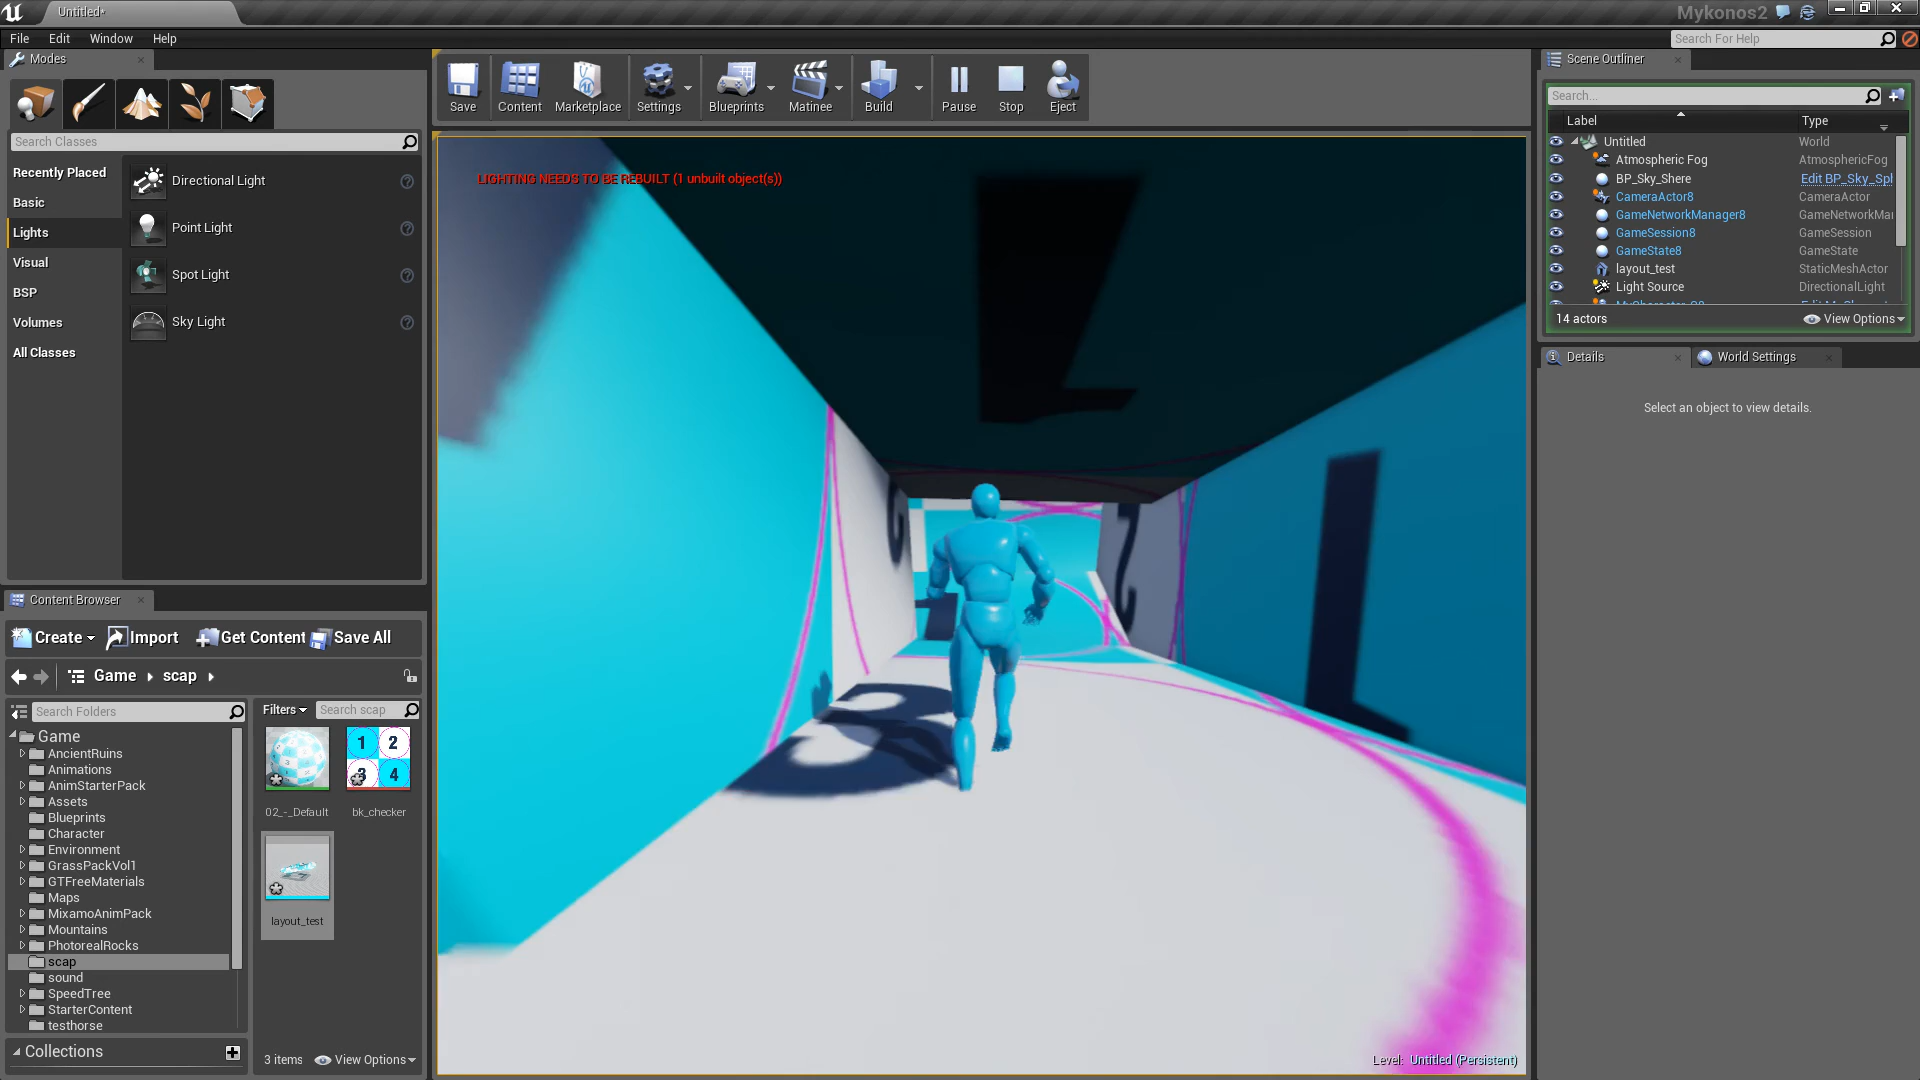 Untitled*
Mykonos2
File Edit Window Help
Search For Help
Modes
Search Classes
Recently Placed
Basic
Lights
Visual
BSP
Volumes
All Classes
Directional Light
Point Light
Spot Light
Sky Light
Save
Content
Marketplace
Settings
Blueprints
Matinee
Build
Pause
Stop
Eject
LIGHTING NEEDS TO BE REBUILT (1 unbuilt object(s))
Level: Untitled (Persistent)
Scene Outliner
Search...
Label Type
Untitled World
Atmospheric Fog AtmosphericFog
BP_Sky_Shere Edit BP_Sky_Spl
CameraActor8 CameraActor
GameNetworkManager8 GameNetworkMar
GameSession8 GameSession
GameState8 GameState
layout_test StaticMeshActor
Light Source DirectionalLight
14 actors View Options
Details World Settings
Select an object to view details.
Content Browser
Create Import Get Content Save All
Game scap
Search Folders
Game
AncientRuins
Animations
AnimStarterPack
Assets
Blueprints
Character
Environment
GrassPackVol1
GTFreeMaterials
Maps
MixamoAnimPack
Mountains
PhotorealRocks
scap
sound
SpeedTree
StarterContent
testhorse
Collections
Filters Search scap
1 2
3 4
02_-_Default bk_checker
layout_test
3 items View Options